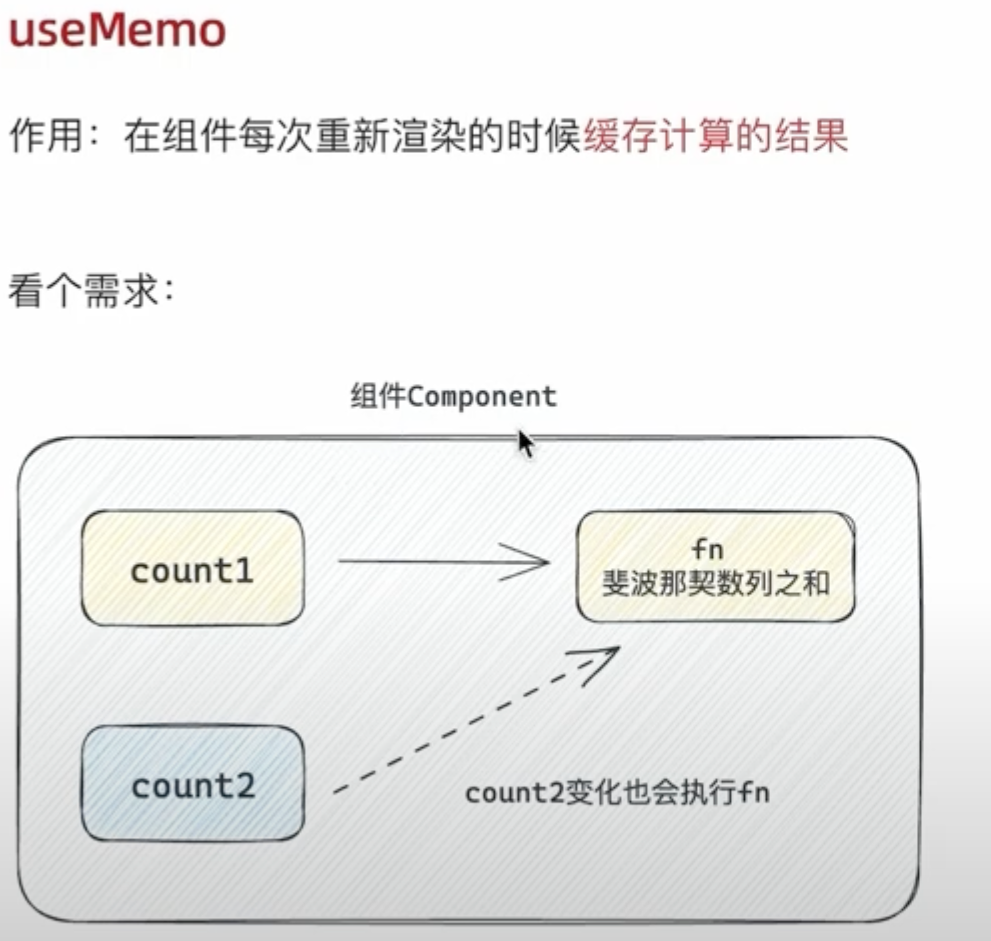 useMemo
作用：在组件每次重新渲染的时候缓存计算的结果
看个需求：
组件Component
count1
fn
斐波那契数列之和
count2
count2变化也会执行fn